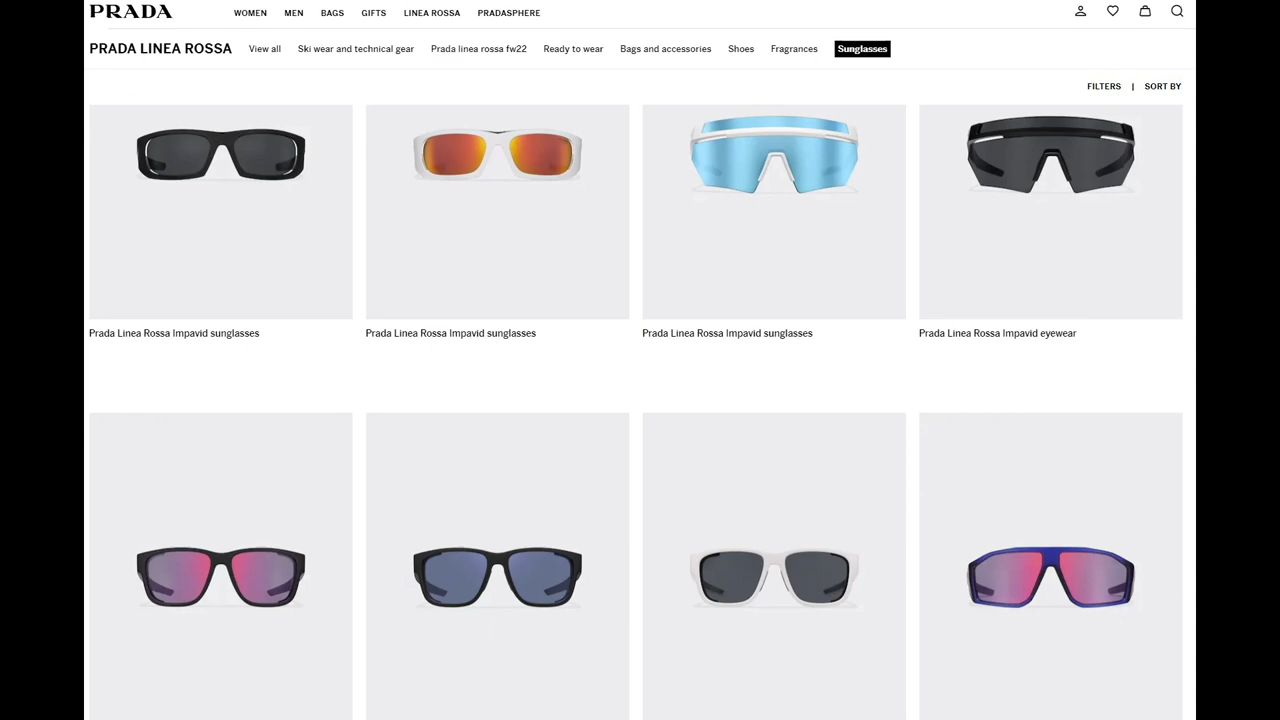 PRADA WOMEN MEN BAGS GIFTS LINEA ROSSA PRADASPHERE
PRADA LINEA ROSSA View all Ski wear and technical gear Prada linea rossa fw22 Ready to wear Bags and accessories Shoes Fragrances Sunglasses
FILTERS | SORT BY
Prada Linea Rossa Impavid sunglasses Prada Linea Rossa Impavid sunglasses Prada Linea Rossa Impavid sunglasses Prada Linea Rossa Impavid eyewear